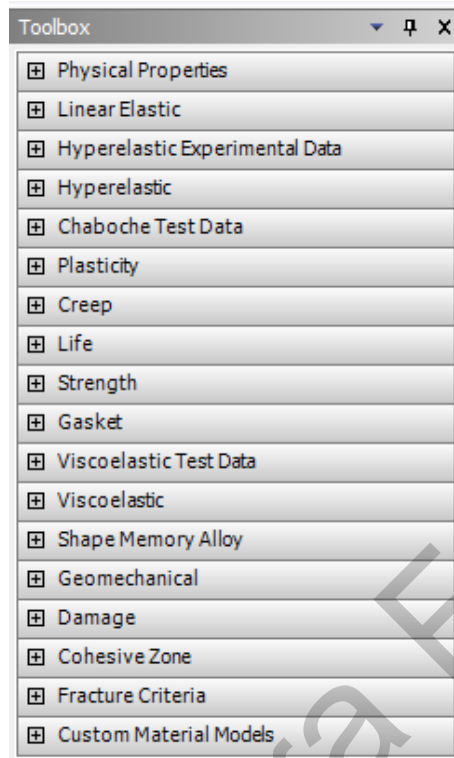 Toolbox
Physical Properties
Linear Elastic
Hyperelastic Experimental Data
Hyperelastic
Chaboche Test Data
Plasticity
Creep
Life
Strength
Gasket
Viscoelastic Test Data
Viscoelastic
Shape Memory Alloy
Geomechanical
Damage
Cohesive Zone
Fracture Criteria
Custom Material Models